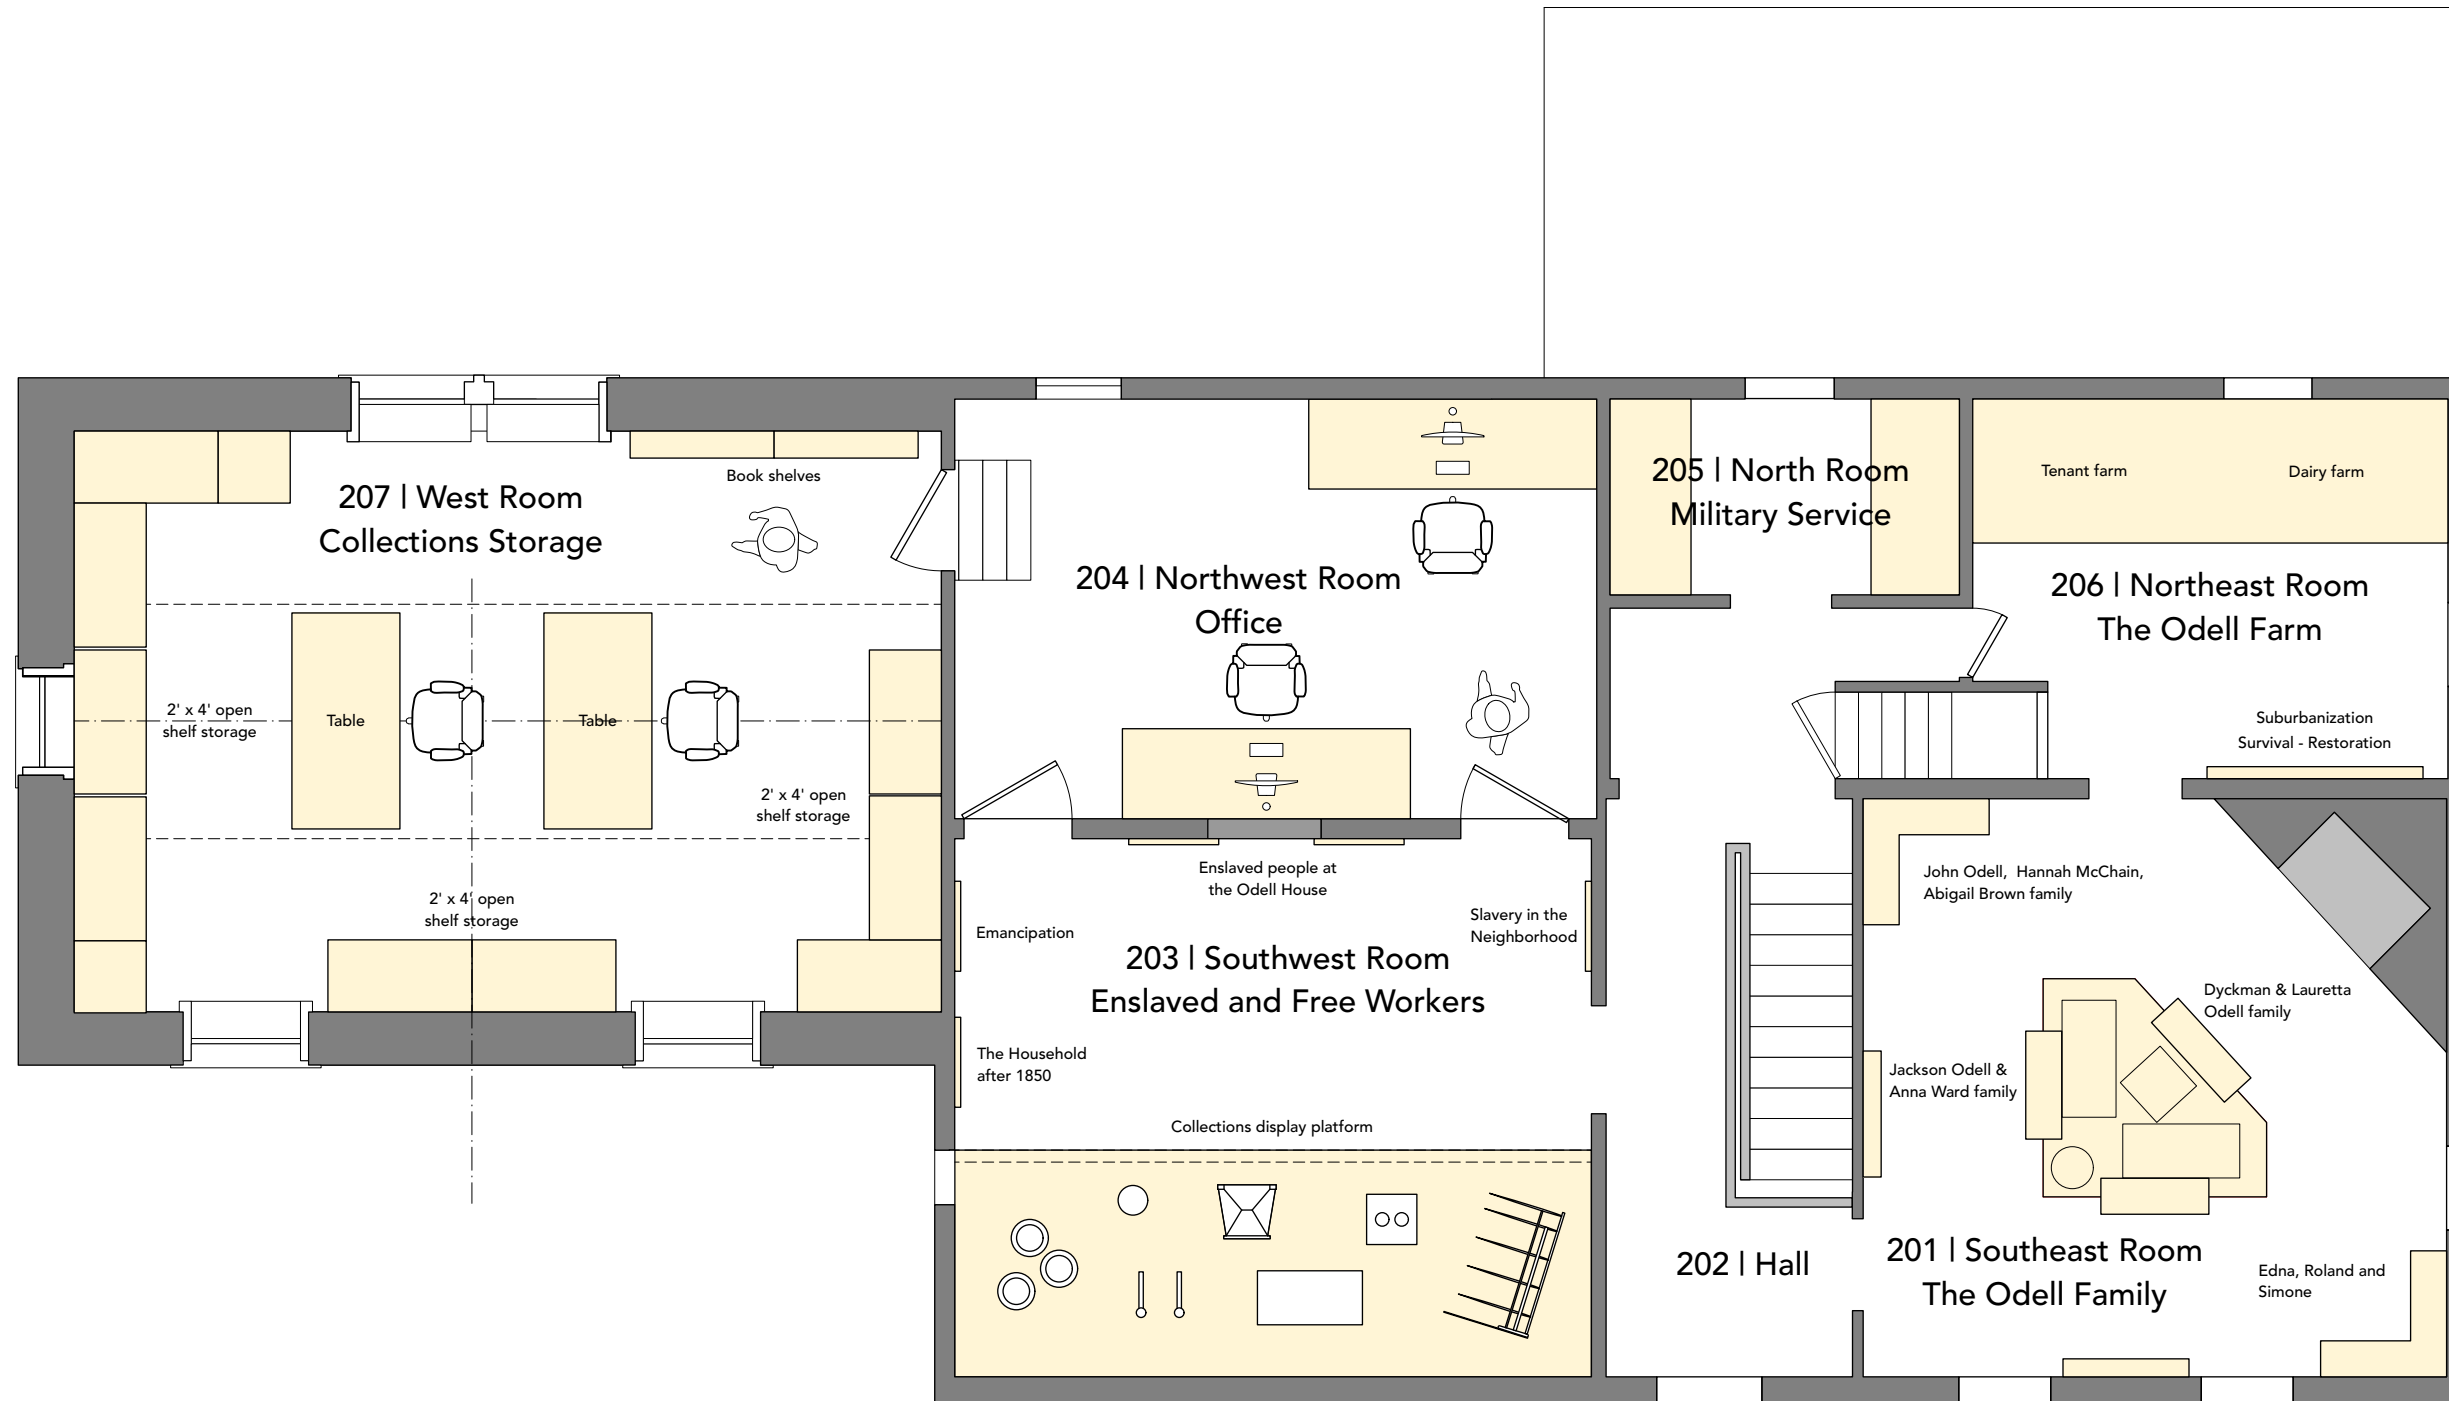 207 | West Room
Collections Storage
Book shelves
2' x 4' open
shelf storage
Table
Table
2' x 4' open
shelf storage
2' x 4' open
shelf storage
204 | Northwest Room
Office
205 | North Room
Military Service
Tenant farm
Dairy farm
206 | Northeast Room
The Odell Farm
Suburbanization
Survival - Restoration
Enslaved people at
the Odell House
Emancipation
Slavery in the
Neighborhood
203 | Southwest Room
Enslaved and Free Workers
The Household
after 1850
Collections display platform
202 | Hall
John Odell, Hannah McChain,
Abigail Brown family
Dyckman & Lauretta
Odell family
Jackson Odell &
Anna Ward family
201 | Southeast Room
The Odell Family
Edna, Roland and
Simone